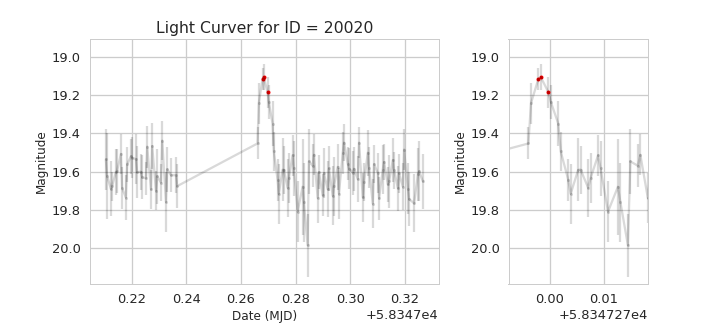 Light Curver for ID = 20020
19.0
19.2
19.4
19.6
19.8
20.0
Magnitude
0.22 0.24 0.26 0.28 0.30 0.32
Date (MJD)
+5.8347e4
19.0
19.2
19.4
19.6
19.8
20.0
Magnitude
0.00 0.01
+5.834727e4